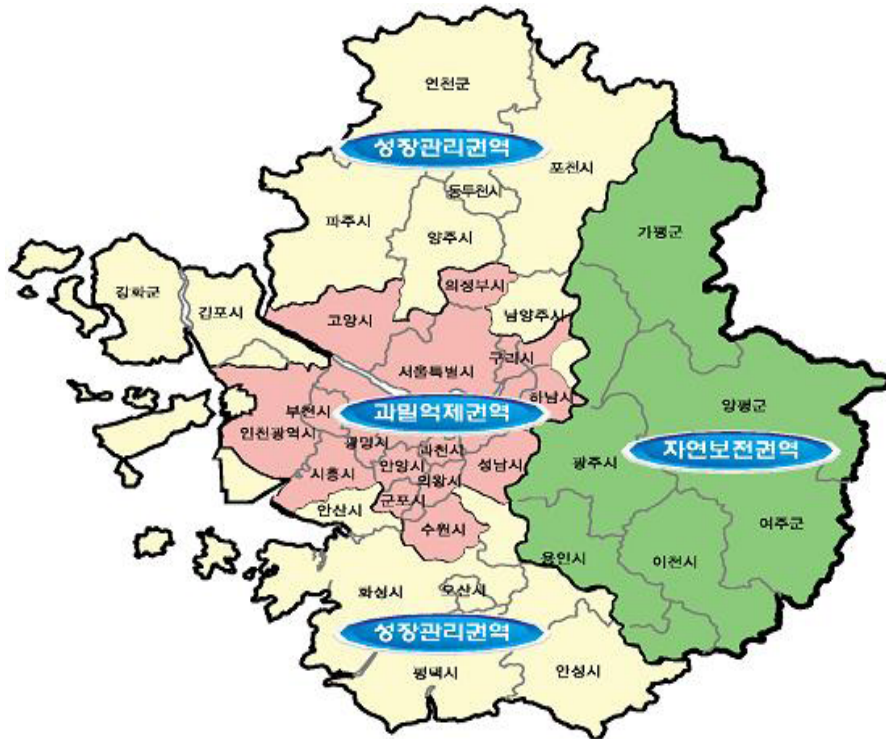 연천군
성장관리권역
포천시
동두천시
파주시
양주시
가평군
강화군
의정부시
김포시
고양시
남양주시
서울특별시
구리시
하남시
양평군
부천시
과밀억제권역
인천광역시
광명시
과천시
자연보전권역
시흥시
안양시
성남시
광주시
의왕시
군포시
안산시
수원시
여주군
용인시
이천시
화성시
오산시
성장관리권역
평택시
안성시